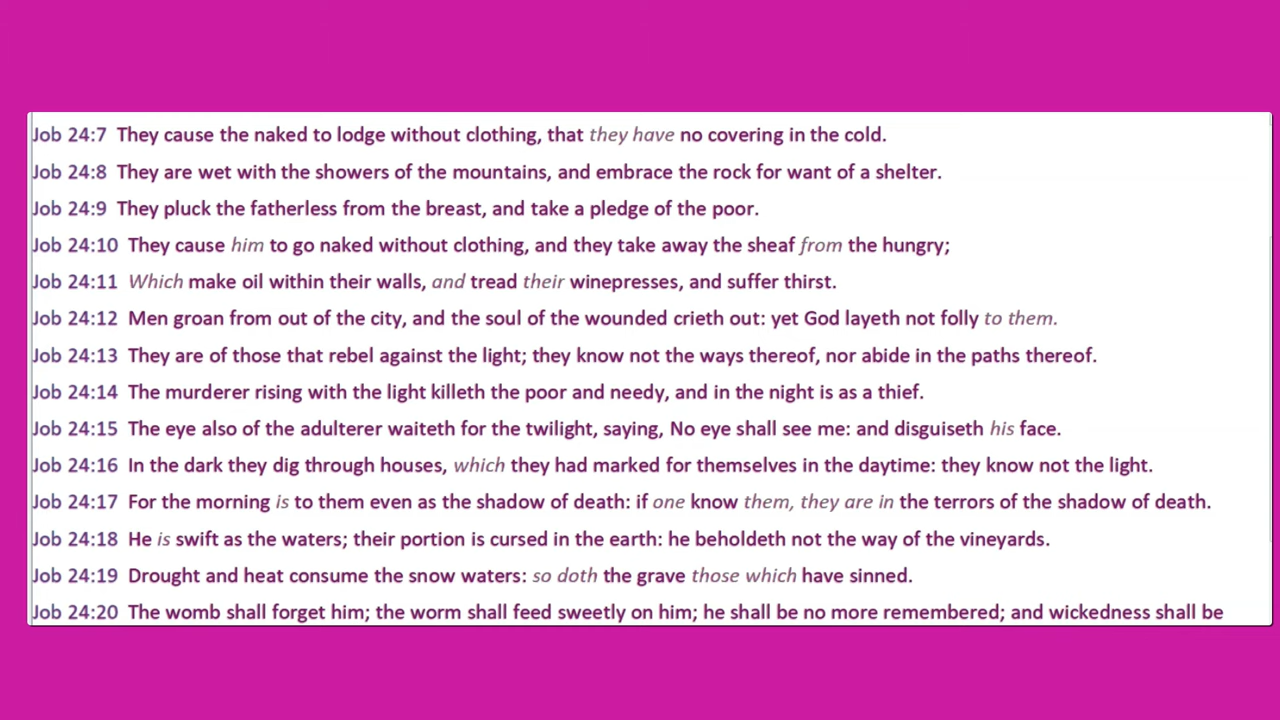 Job 24:7 They cause the naked to lodge without clothing, that they have no covering in the cold.
Job 24:8 They are wet with the showers of the mountains, and embrace the rock for want of a shelter.
Job 24:9 They pluck the fatherless from the breast, and take a pledge of the poor.
Job 24:10 They cause him to go naked without clothing, and they take away the sheaf from the hungry;
Job 24:11 Which make oil within their walls, and tread their winepresses, and suffer thirst.
Job 24:12 Men groan from out of the city, and the soul of the wounded crieth out: yet God layeth not folly to them.
Job 24:13 They are of those that rebel against the light; they know not the ways thereof, nor abide in the paths thereof.
Job 24:14 The murderer rising with the light killeth the poor and needy, and in the night is as a thief.
Job 24:15 The eye also of the adulterer waiteth for the twilight, saying, No eye shall see me: and disguiseth his face.
Job 24:16 In the dark they dig through houses, which they had marked for themselves in the daytime: they know not the light.
Job 24:17 For the morning is to them even as the shadow of death: if one know them, they are in the terrors of the shadow of death.
Job 24:18 He is swift as the waters; their portion is cursed in the earth: he beholdeth not the way of the vineyards.
Job 24:19 Drought and heat consume the snow waters: so doth the grave those which have sinned.
Job 24:20 The womb shall forget him; the worm shall feed sweetly on him; he shall be no more remembered; and wickedness shall be